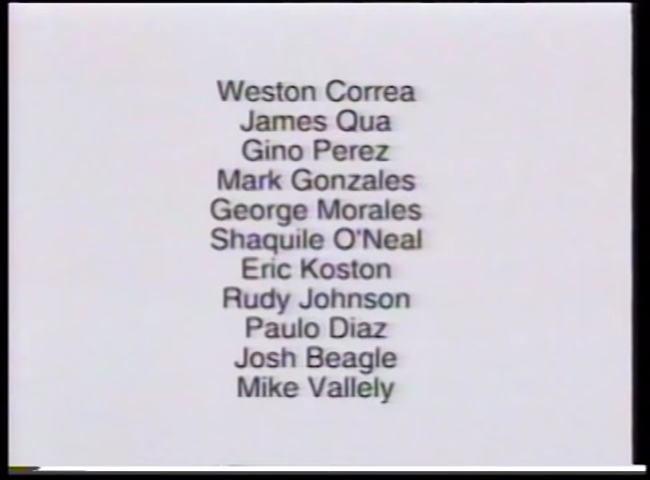 Weston Correa
James Qua
Gino Perez
Mark Gonzales
George Morales
Shaquile O'Neal
Eric Koston
Rudy Johnson
Paulo Diaz
Josh Beagle
Mike Vallely